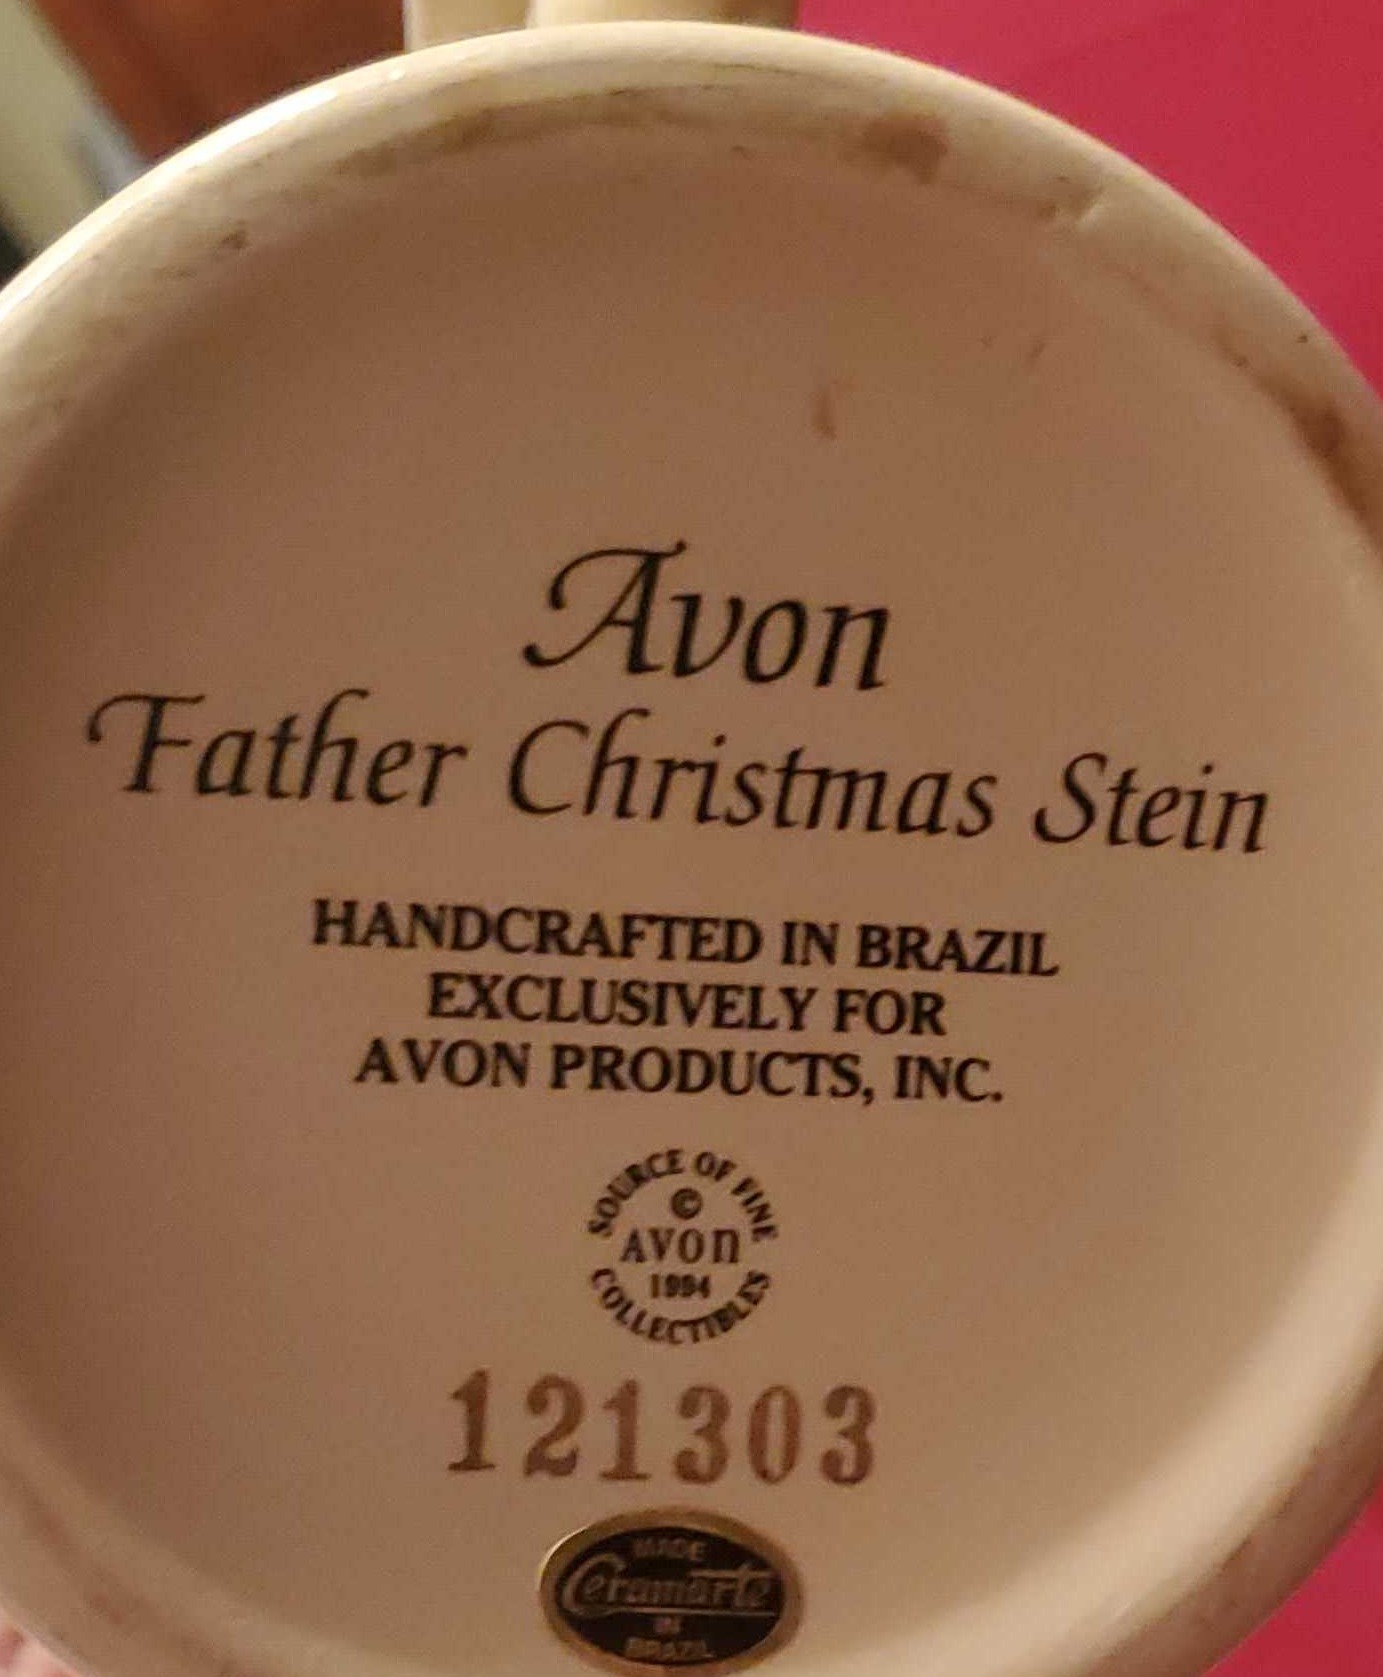 Avon
Father Christmas Stein
HANDCRAFTED IN BRAZIL
EXCLUSIVELY FOR
AVON PRODUCTS, INC.
SOURCE OF FINE
©
AVON
1994
COLLECTIBLES
121303
MADE
Ceramarte
IN
BRAZIL